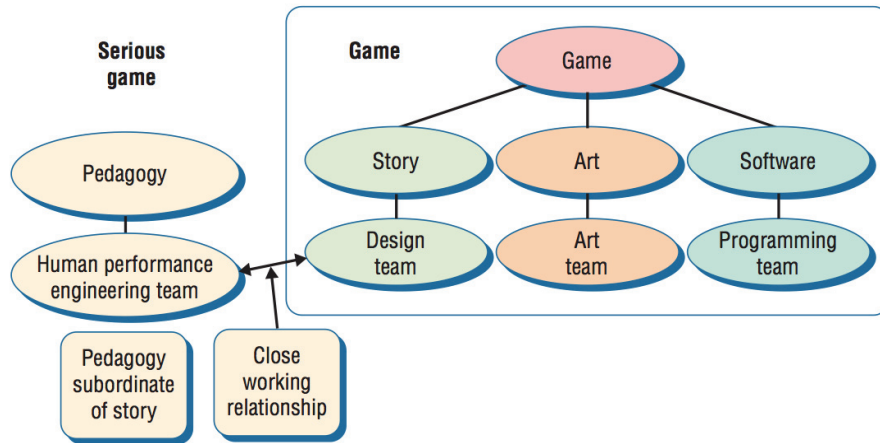 Serious
game
Game
Game
Story
Art
Software
Pedagogy
Design
team
Art
team
Programming
team
Human performance
engineering team
Pedagogy
subordinate
of story
Close
working
relationship